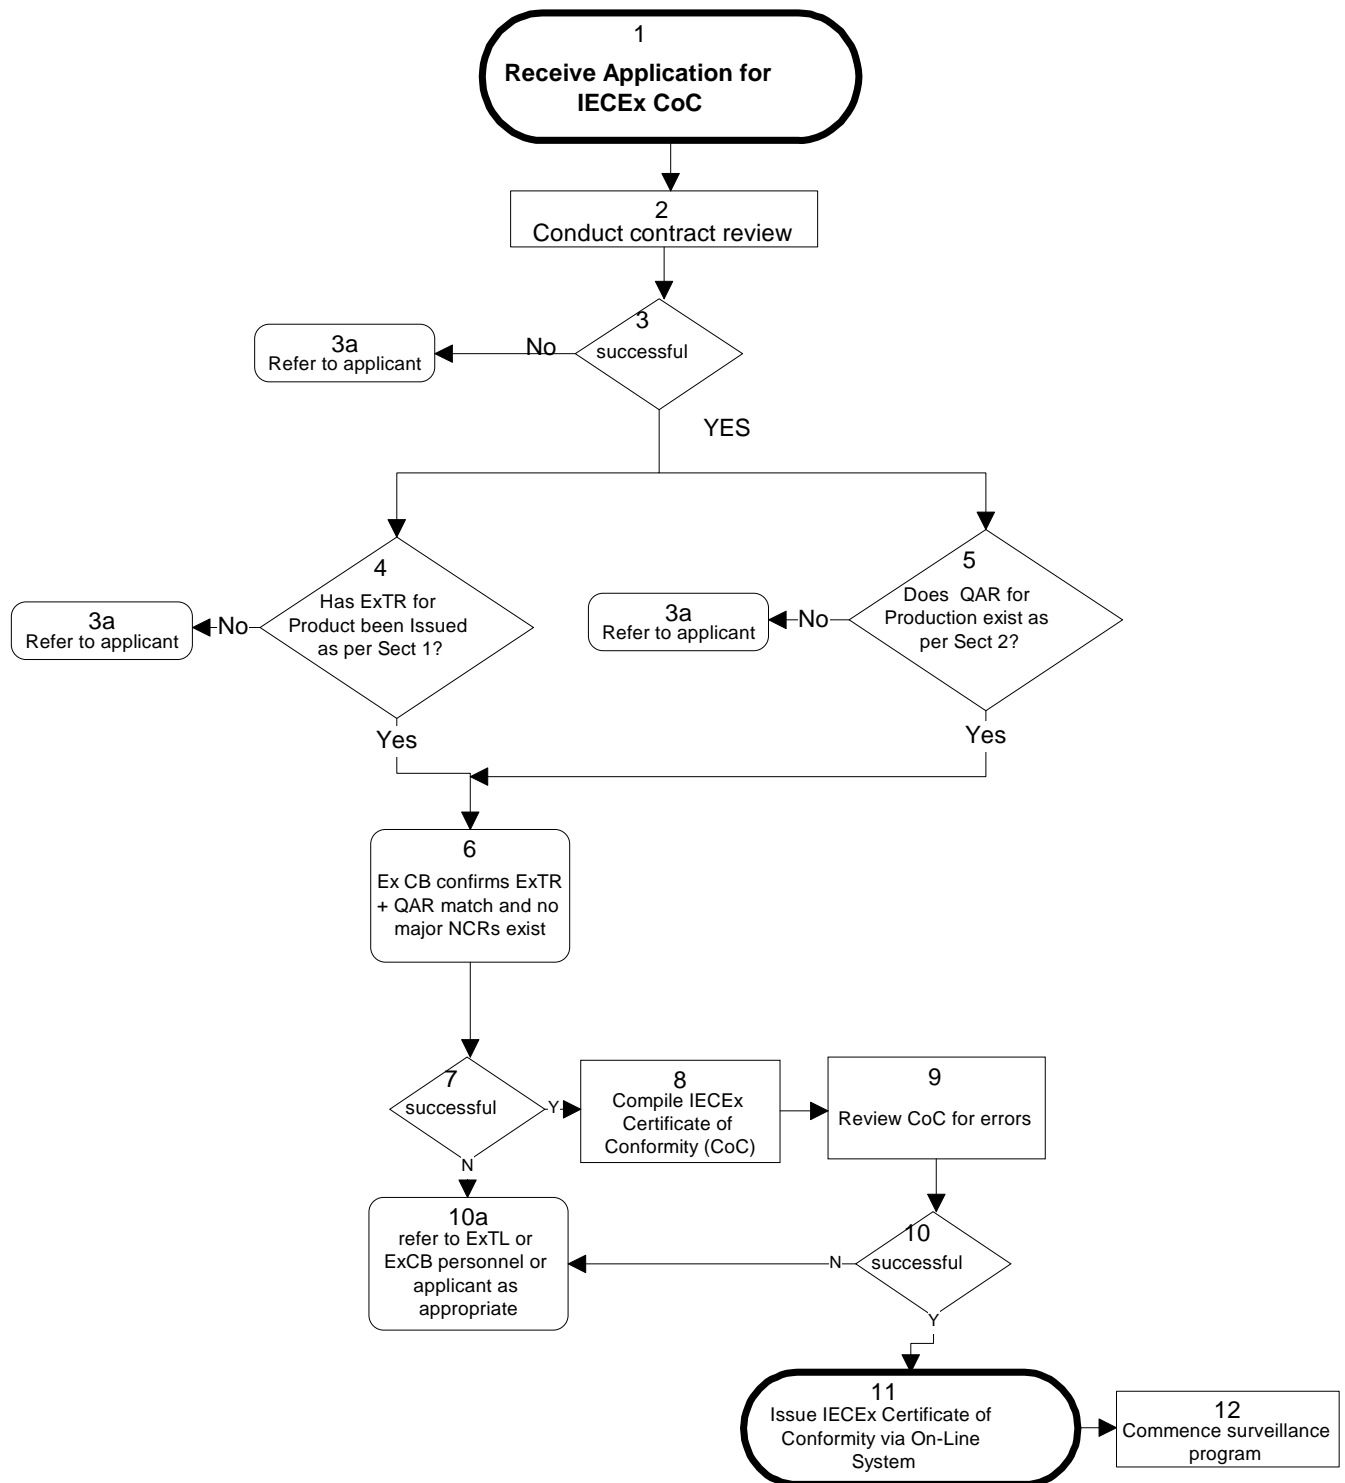 1
Receive Application for
IECEx CoC
2
Conduct contract review
3
successful
No
3a
Refer to applicant
YES
4
Has ExTR for
Product been Issued
as per Sect 1?
No
3a
Refer to applicant
5
Does QAR for
Production exist as
per Sect 2?
No
3a
Refer to applicant
Yes
Yes
6
Ex CB confirms ExTR
+ QAR match and no
major NCRs exist
7
successful
Y
N
8
Compile IECEx
Certificate of
Conformity (CoC)
9
Review CoC for errors
10
successful
N
Y
10a
refer to ExTL or
ExCB personnel or
applicant as
appropriate
11
Issue IECEx Certificate of
Conformity via On-Line
System
12
Commence surveillance
program